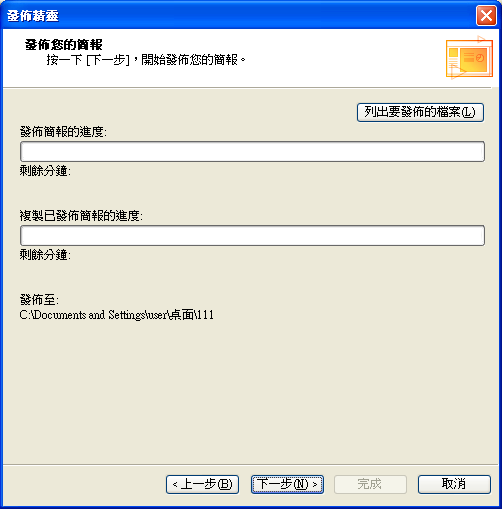 發佈精靈
發佈您的簡報
按一下 [下一步]，開始發佈您的簡報。
列出要發佈的檔案(L)
發佈簡報的進度:
剩餘分鐘:
複製已發佈簡報的進度:
剩餘分鐘:
發佈至:
C:\Documents and Settings\user\桌面\111
< 上一步(B) 下一步(N) > 完成 取消